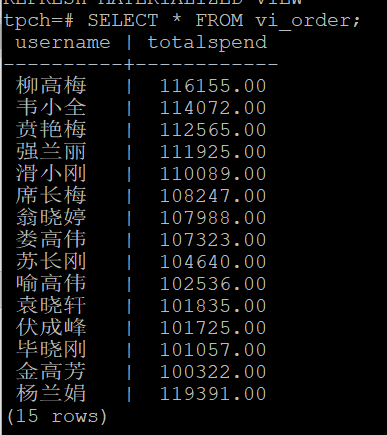 REFRESH MATERIALIZED VIEW
tpch=# SELECT * FROM vi_order;
 username | totalspend
----------+------------
 柳高梅   |  116155.00
 韦小全   |  114072.00
 贲艳梅   |  112565.00
 强兰丽   |  111925.00
 滑小刚   |  110089.00
 席长梅   |  108247.00
 翁晓婷   |  107988.00
 娄高伟   |  107323.00
 苏长刚   |  104640.00
 喻高伟   |  102536.00
 袁晓轩   |  101835.00
 伏成峰   |  101725.00
 毕晓刚   |  101057.00
 金高芳   |  100322.00
 杨兰娟   |  119391.00
(15 rows)